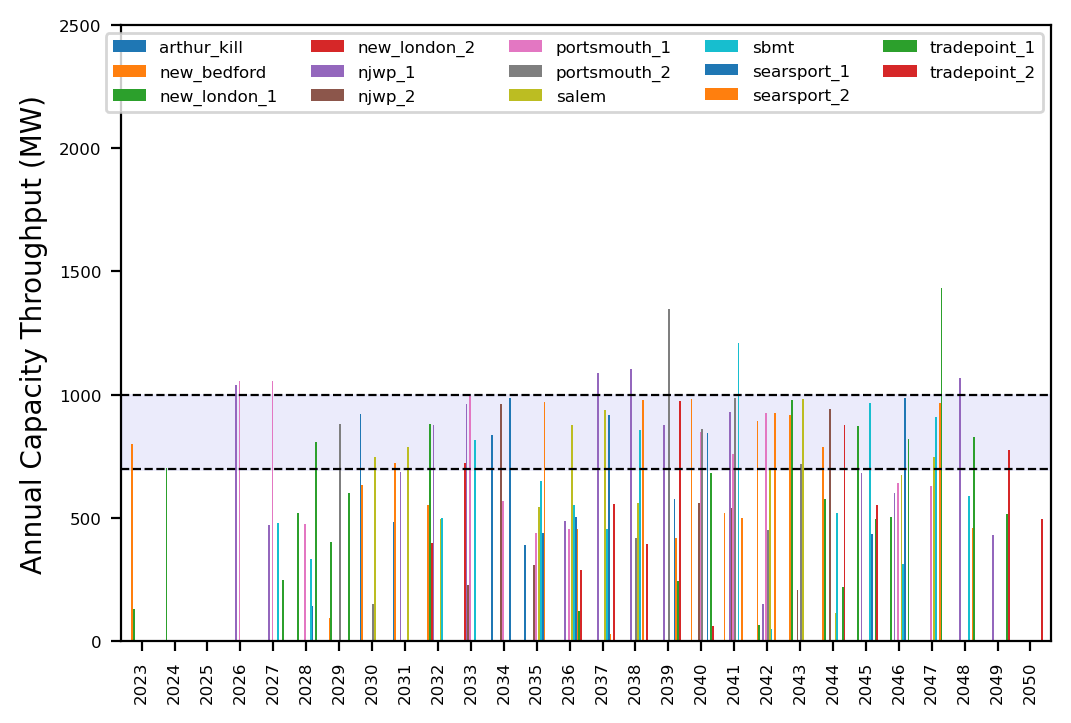 Annual Capacity Throughput (MW)
2500
2000
1500
1000
500
0
arthur_kill
new_bedford
new_london_1
new_london_2
njwp_1
njwp_2
portsmouth_1
portsmouth_2
salem
sbmt
searsport_1
searsport_2
tradepoint_1
tradepoint_2
2023
2024
2025
2026
2027
2028
2029
2030
2031
2032
2033
2034
2035
2036
2037
2038
2039
2040
2041
2042
2043
2044
2045
2046
2047
2048
2049
2050